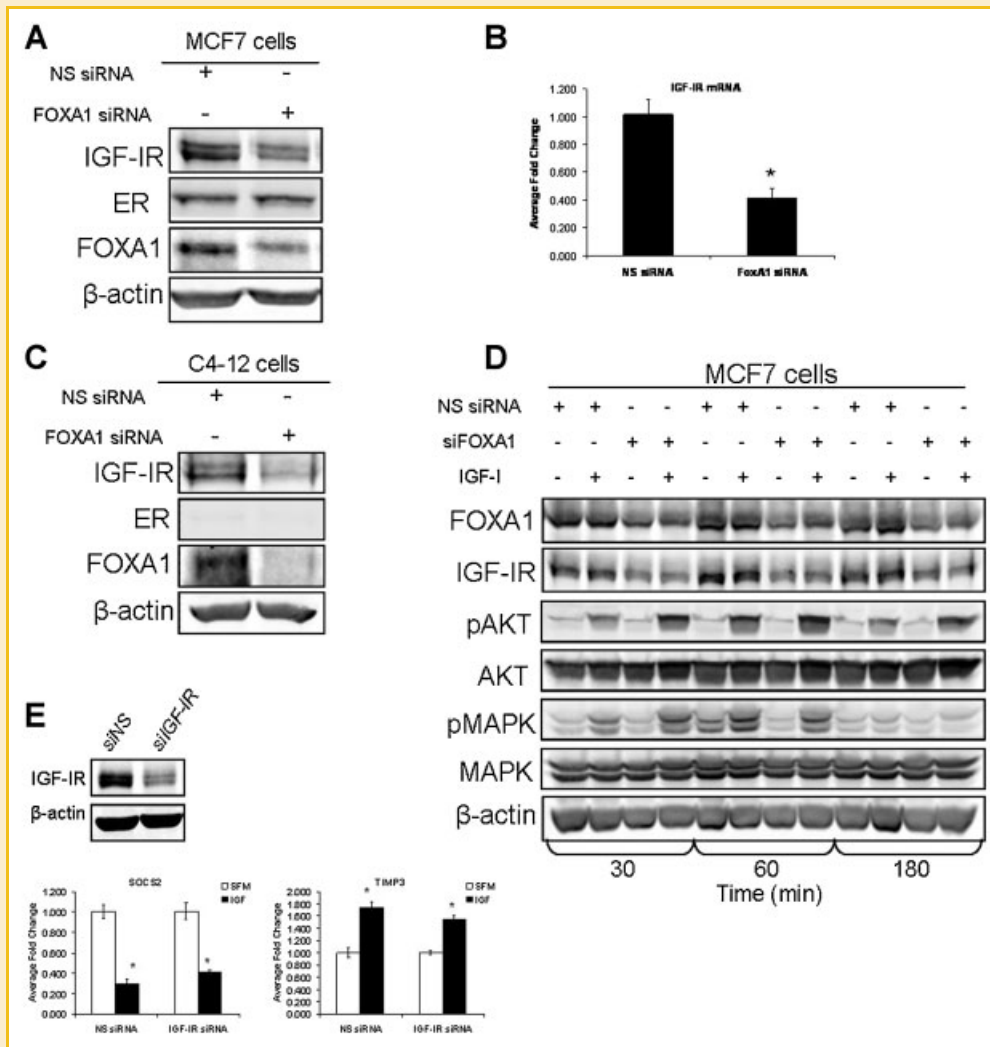 A
MCF7 cells
NS siRNA + -
FOXA1 siRNA - +
IGF-IR
ER
FOXA1
β-actin
B
IGF-IR mRNA
Average Fold Change
1.200
1.000
0.800
0.600
0.400
0.200
0.000
*
NS siRNA FoxA1 siRNA
C
C4-12 cells
NS siRNA + -
FOXA1 siRNA - +
IGF-IR
ER
FOXA1
β-actin
D
MCF7 cells
NS siRNA + + - - + + - - + + - -
siFOXA1 - - + + - - + + - - + +
IGF-I - + - + - + - + - + - +
FOXA1
IGF-IR
pAKT
AKT
pMAPK
MAPK
β-actin
30 60 180
Time (min)
E
siNS siIGF-IR
IGF-IR
β-actin
SOCS2
SFM
IGF
Average Fold Change
1.200
1.000
0.800
0.600
0.400
0.200
0.000
* *
NS siRNA IGF-IR siRNA
TIMP3
SFM
IGF
Average Fold Change
2.000
1.800
1.600
1.400
1.200
1.000
0.800
0.600
0.400
0.200
0.000
* *
NS siRNA IGF-IR siRNA